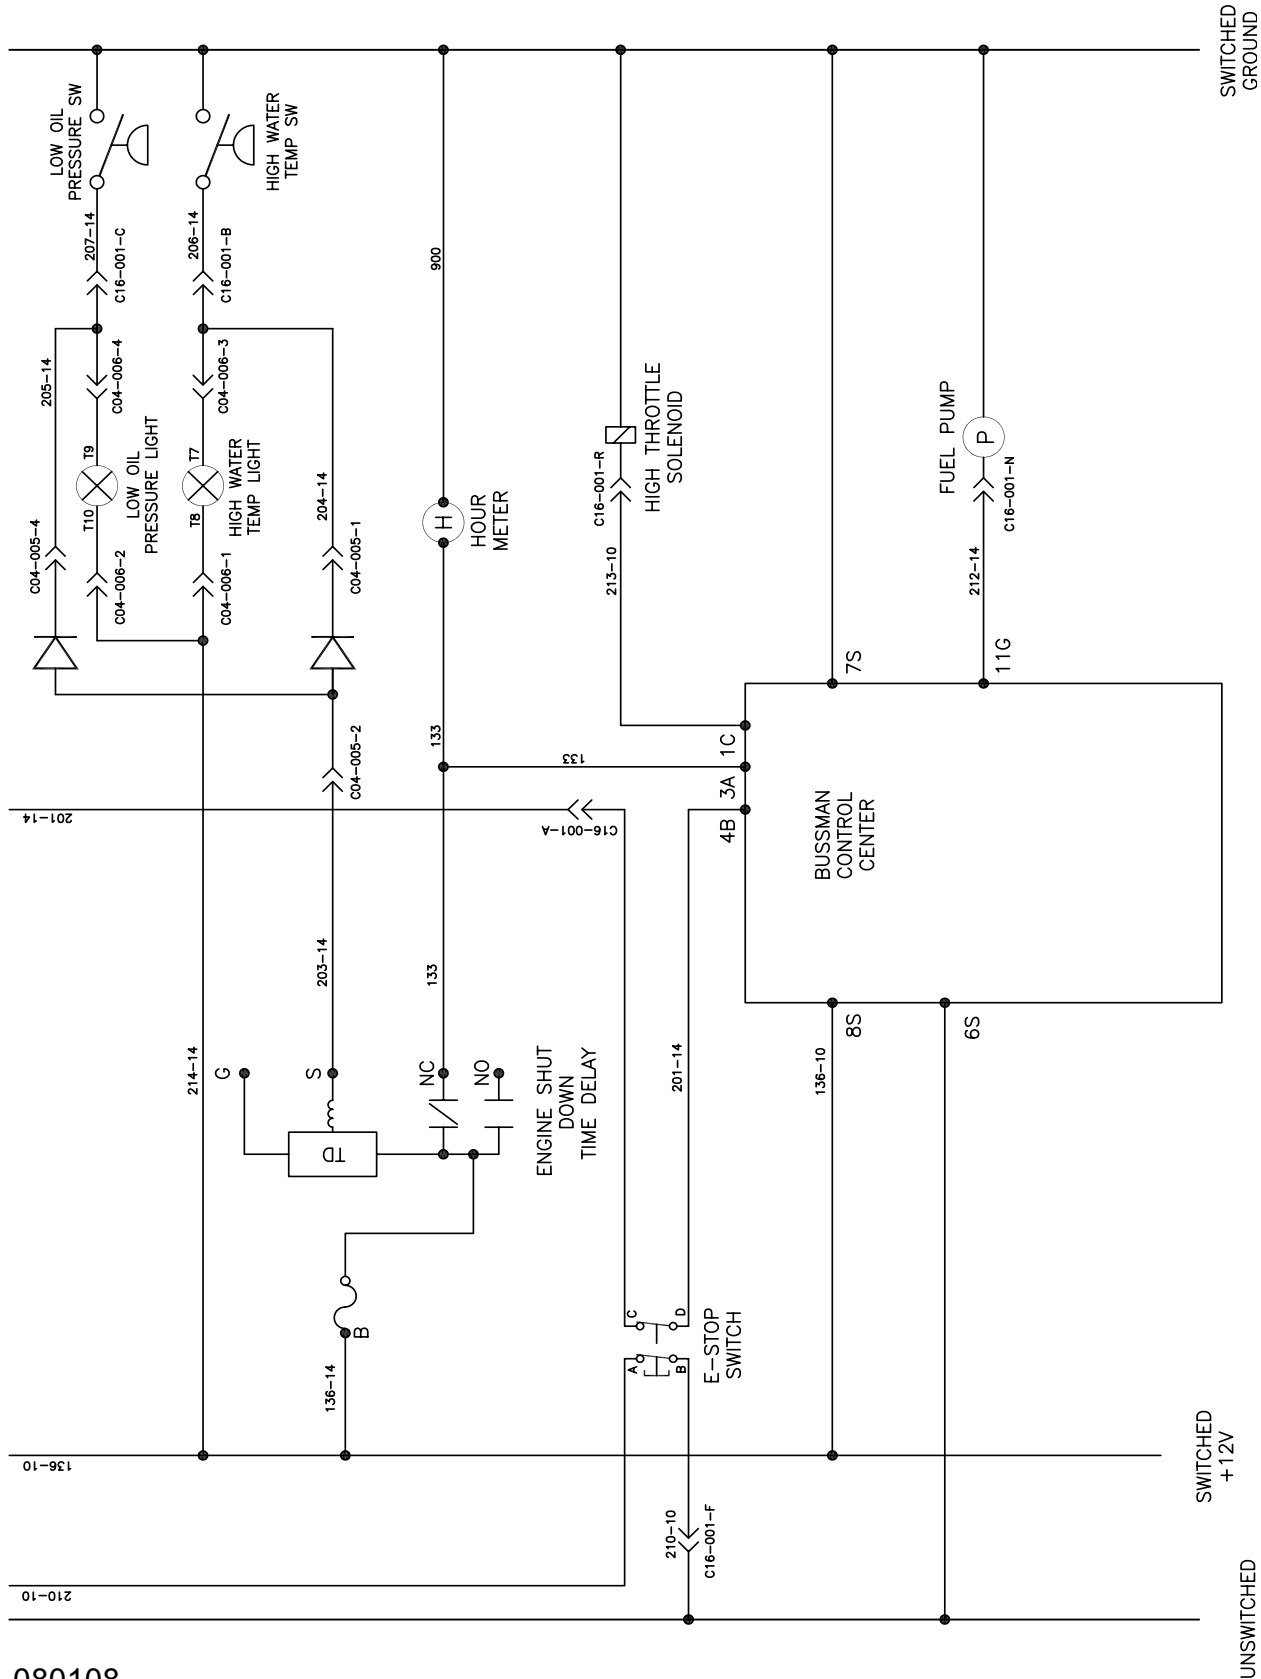 SWITCHED
GROUND
LOW OIL
PRESSURE SW
HIGH WATER
TEMP SW
207-14
C16-001-C
206-14
C16-001-B
900
205-14
C04-006-4
C04-006-3
T9
T10
LOW OIL
PRESSURE LIGHT
T7
T8
HIGH WATER
TEMP LIGHT
204-14
C04-005-4
C04-006-2
C04-006-1
C04-005-1
H
HOUR
METER
C16-001-R
HIGH THROTTLE
SOLENOID
213-10
FUEL PUMP
P
C16-001-N
212-14
7S
11G
133
133
1C
3A
4B
C04-005-2
201-14
C16-001-A
BUSSMAN
CONTROL
CENTER
203-14
133
214-14
G
S
NC
NO
TD
ENGINE SHUT
DOWN
TIME DELAY
201-14
136-10
8S
6S
B
136-14
C
D
A
B
E-STOP
SWITCH
136-10
SWITCHED
+12V
210-10
C16-001-F
210-10
UNSWITCHED
080108